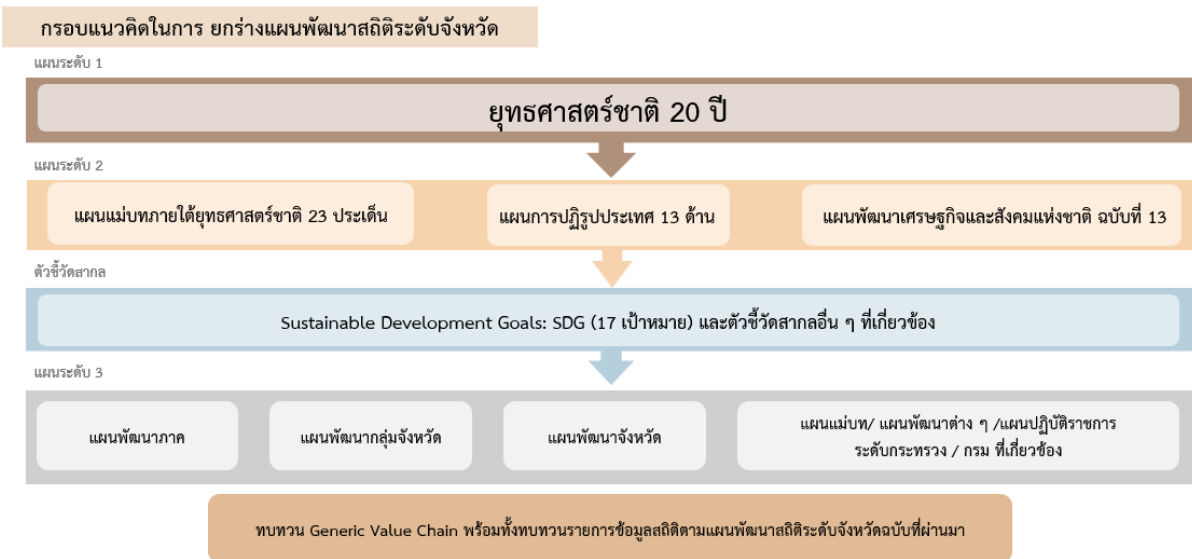 กรอบแนวคิดในการ ยกร่างแผนพัฒนาสถิติระดับจังหวัด
แผนระดับ 1
ยุทธศาสตร์ชาติ 20 ปี
แผนระดับ 2
แผนแม่บทภายใต้ยุทธศาสตร์ชาติ 23 ประเด็น
แผนการปฏิรูปประเทศ 13 ด้าน
แผนพัฒนาเศรษฐกิจและสังคมแห่งชาติ ฉบับที่ 13
ตัวชี้วัดสากล
Sustainable Development Goals: SDG (17 เป้าหมาย) และตัวชี้วัดสากลอื่น ๆ ที่เกี่ยวข้อง
แผนระดับ 3
แผนพัฒนาภาค
แผนพัฒนากลุ่มจังหวัด
แผนพัฒนาจังหวัด
แผนแม่บท/ แผนพัฒนาต่าง ๆ /แผนปฏิบัติราชการ
ระดับกระทรวง / กรม ที่เกี่ยวข้อง
ทบทวน Generic Value Chain พร้อมทั้งทบทวนรายการข้อมูลสถิติตามแผนพัฒนาสถิติระดับจังหวัดฉบับที่ผ่านมา